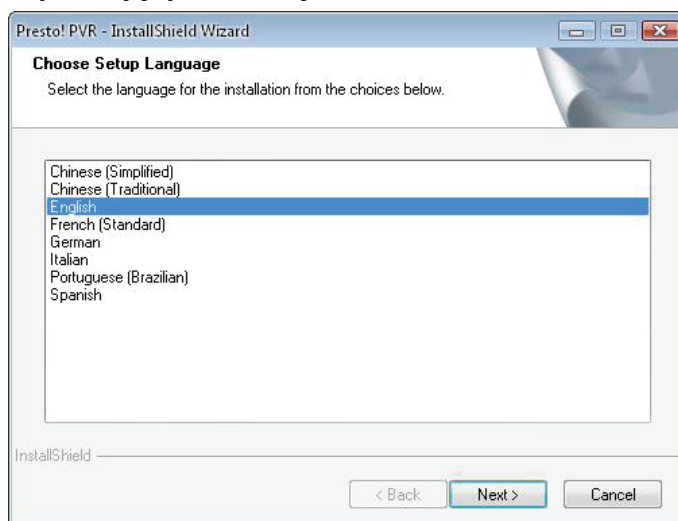 Presto! PVR - InstallShield Wizard
Choose Setup Language
Select the language for the installation from the choices below.
Chinese (Simplified)
Chinese (Traditional)
English
French (Standard)
German
Italian
Portuguese (Brazilian)
Spanish
InstallShield
< Back
Next >
Cancel